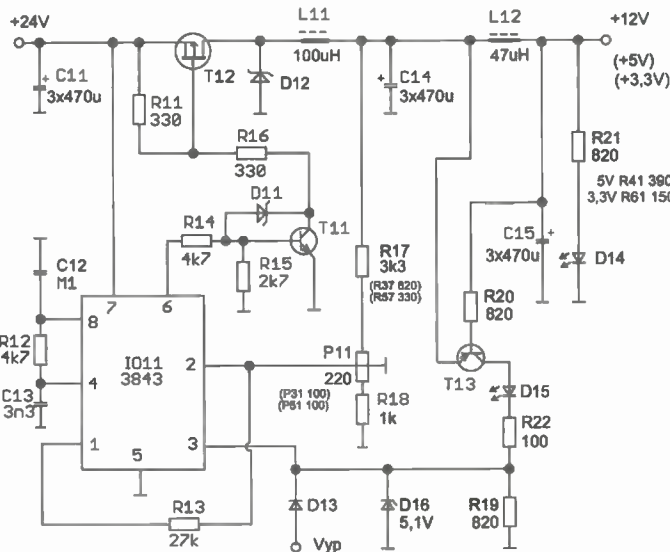 +24V
L11
L12
+12V
100uH
47uH
(+5V)
(+3,3V)
+
C11
3x470u
T12
D12
+
C14
3x470u
R11
330
R16
330
R21
820
5V R41 390
3,3V R61 150
D11
T11
R14
4k7
R15
2k7
R17
3k3
(R37 820)
(R57 330)
C15
+
3x470u
D14
C12
M1
R20
820
7
6
8
R12
4k7
IO11
3843
2
P11
220
T13
4
C13
3n3
(P31 100)
(P51 100)
R18
1k
D15
1
5
3
R22
100
R13
27k
D13
D16
5,1V
R19
820
Vyp